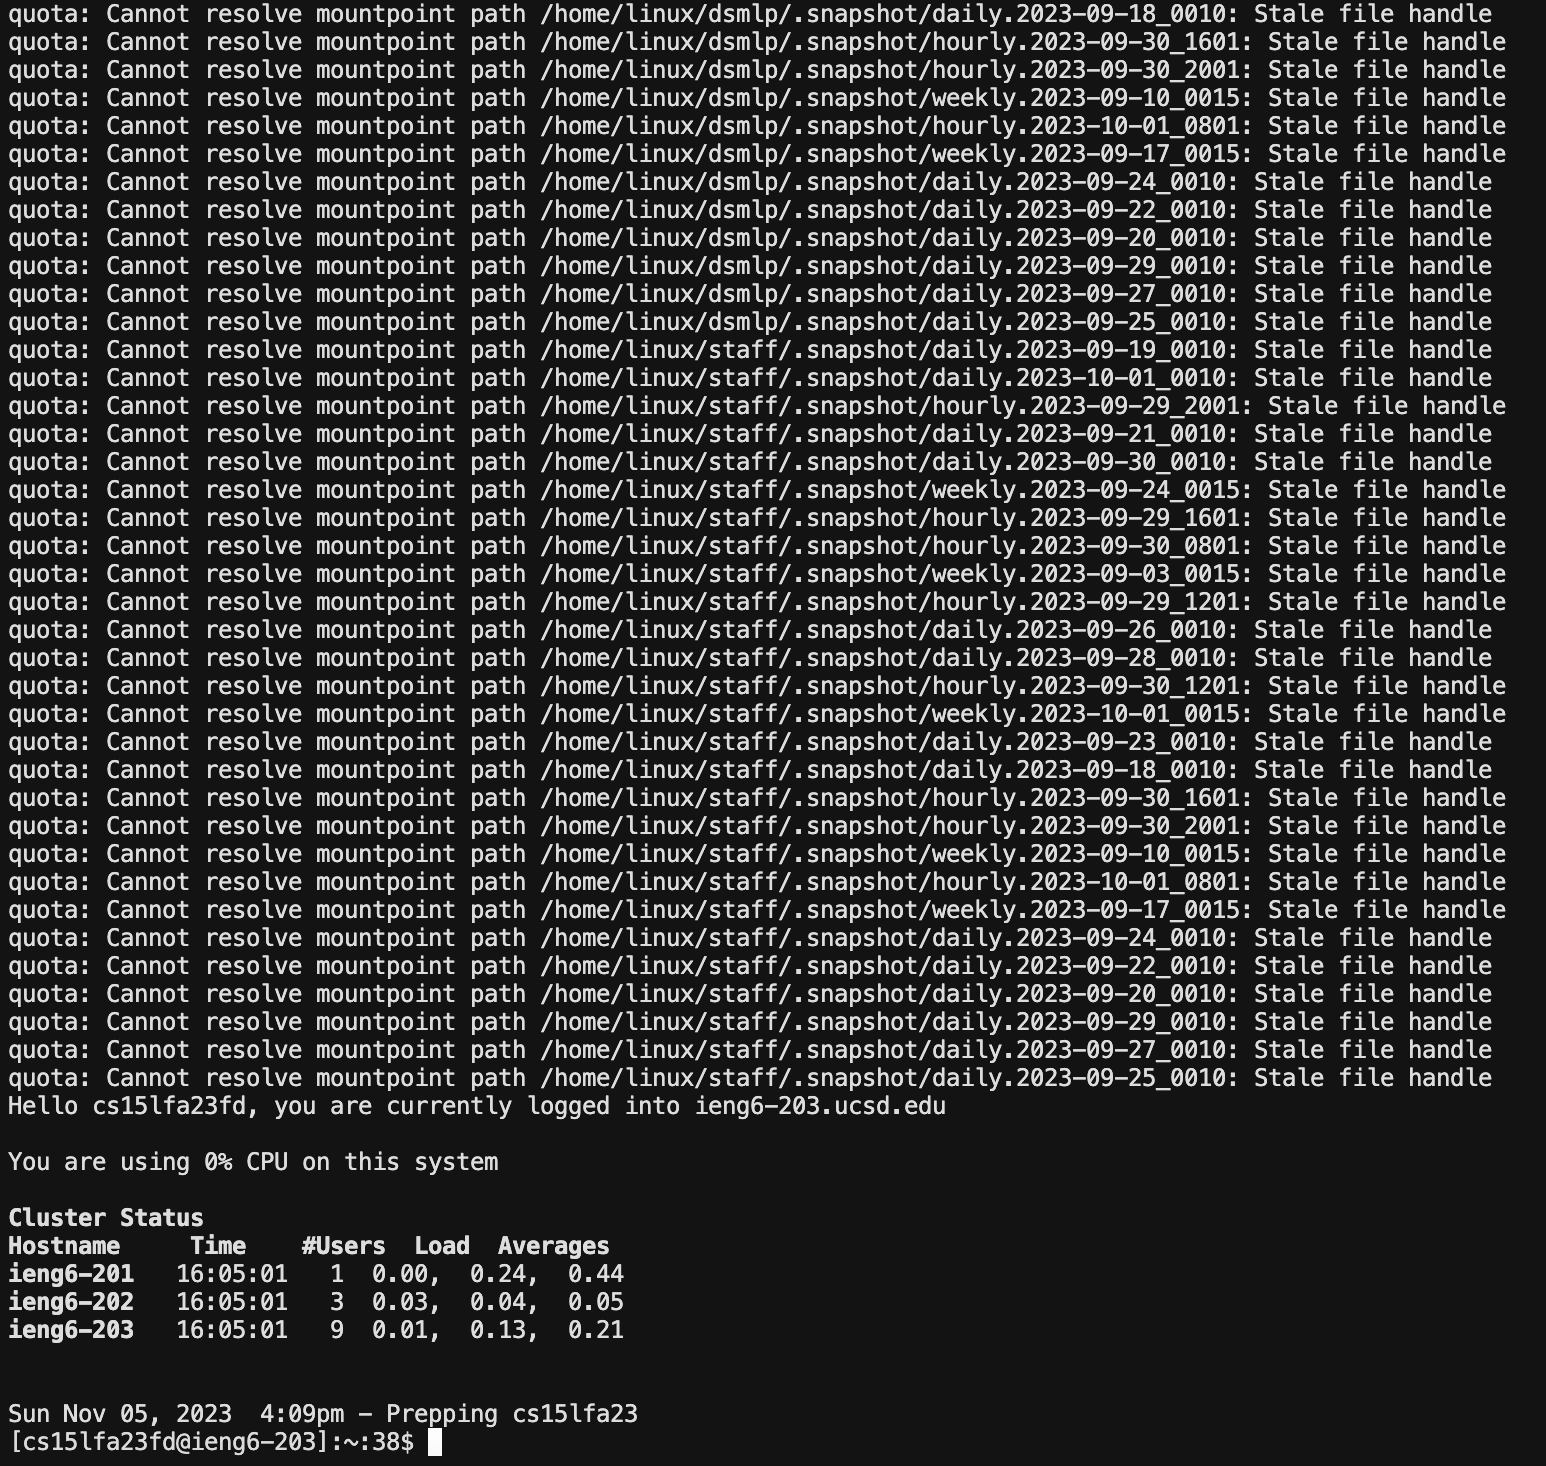 quota: Cannot resolve mountpoint path /home/linux/dsmlp/.snapshot/daily.2023-09-18_0010: Stale file handle
quota: Cannot resolve mountpoint path /home/linux/dsmlp/.snapshot/hourly.2023-09-30_1601: Stale file handle
quota: Cannot resolve mountpoint path /home/linux/dsmlp/.snapshot/hourly.2023-09-30_2001: Stale file handle
quota: Cannot resolve mountpoint path /home/linux/dsmlp/.snapshot/weekly.2023-09-10_0015: Stale file handle
quota: Cannot resolve mountpoint path /home/linux/dsmlp/.snapshot/hourly.2023-10-01_0801: Stale file handle
quota: Cannot resolve mountpoint path /home/linux/dsmlp/.snapshot/weekly.2023-09-17_0015: Stale file handle
quota: Cannot resolve mountpoint path /home/linux/dsmlp/.snapshot/daily.2023-09-24_0010: Stale file handle
quota: Cannot resolve mountpoint path /home/linux/dsmlp/.snapshot/daily.2023-09-22_0010: Stale file handle
quota: Cannot resolve mountpoint path /home/linux/dsmlp/.snapshot/daily.2023-09-20_0010: Stale file handle
quota: Cannot resolve mountpoint path /home/linux/dsmlp/.snapshot/daily.2023-09-29_0010: Stale file handle
quota: Cannot resolve mountpoint path /home/linux/dsmlp/.snapshot/daily.2023-09-27_0010: Stale file handle
quota: Cannot resolve mountpoint path /home/linux/dsmlp/.snapshot/daily.2023-09-25_0010: Stale file handle
quota: Cannot resolve mountpoint path /home/linux/staff/.snapshot/daily.2023-09-19_0010: Stale file handle
quota: Cannot resolve mountpoint path /home/linux/staff/.snapshot/daily.2023-10-01_0010: Stale file handle
quota: Cannot resolve mountpoint path /home/linux/staff/.snapshot/hourly.2023-09-29_2001: Stale file handle
quota: Cannot resolve mountpoint path /home/linux/staff/.snapshot/daily.2023-09-21_0010: Stale file handle
quota: Cannot resolve mountpoint path /home/linux/staff/.snapshot/daily.2023-09-30_0010: Stale file handle
quota: Cannot resolve mountpoint path /home/linux/staff/.snapshot/weekly.2023-09-24_0015: Stale file handle
quota: Cannot resolve mountpoint path /home/linux/staff/.snapshot/hourly.2023-09-29_1601: Stale file handle
quota: Cannot resolve mountpoint path /home/linux/staff/.snapshot/hourly.2023-09-30_0801: Stale file handle
quota: Cannot resolve mountpoint path /home/linux/staff/.snapshot/weekly.2023-09-03_0015: Stale file handle
quota: Cannot resolve mountpoint path /home/linux/staff/.snapshot/hourly.2023-09-29_1201: Stale file handle
quota: Cannot resolve mountpoint path /home/linux/staff/.snapshot/daily.2023-09-26_0010: Stale file handle
quota: Cannot resolve mountpoint path /home/linux/staff/.snapshot/daily.2023-09-28_0010: Stale file handle
quota: Cannot resolve mountpoint path /home/linux/staff/.snapshot/hourly.2023-09-30_1201: Stale file handle
quota: Cannot resolve mountpoint path /home/linux/staff/.snapshot/weekly.2023-10-01_0015: Stale file handle
quota: Cannot resolve mountpoint path /home/linux/staff/.snapshot/daily.2023-09-23_0010: Stale file handle
quota: Cannot resolve mountpoint path /home/linux/staff/.snapshot/daily.2023-09-18_0010: Stale file handle
quota: Cannot resolve mountpoint path /home/linux/staff/.snapshot/hourly.2023-09-30_1601: Stale file handle
quota: Cannot resolve mountpoint path /home/linux/staff/.snapshot/hourly.2023-09-30_2001: Stale file handle
quota: Cannot resolve mountpoint path /home/linux/staff/.snapshot/weekly.2023-09-10_0015: Stale file handle
quota: Cannot resolve mountpoint path /home/linux/staff/.snapshot/hourly.2023-10-01_0801: Stale file handle
quota: Cannot resolve mountpoint path /home/linux/staff/.snapshot/weekly.2023-09-17_0015: Stale file handle
quota: Cannot resolve mountpoint path /home/linux/staff/.snapshot/daily.2023-09-24_0010: Stale file handle
quota: Cannot resolve mountpoint path /home/linux/staff/.snapshot/daily.2023-09-22_0010: Stale file handle
quota: Cannot resolve mountpoint path /home/linux/staff/.snapshot/daily.2023-09-20_0010: Stale file handle
quota: Cannot resolve mountpoint path /home/linux/staff/.snapshot/daily.2023-09-29_0010: Stale file handle
quota: Cannot resolve mountpoint path /home/linux/staff/.snapshot/daily.2023-09-27_0010: Stale file handle
quota: Cannot resolve mountpoint path /home/linux/staff/.snapshot/daily.2023-09-25_0010: Stale file handle
Hello cs15lfa23fd, you are currently logged into ieng6-203.ucsd.edu
You are using 0% CPU on this system
Cluster Status
Hostname     Time    #Users  Load  Averages
ieng6-201   16:05:01   1  0.00,  0.24,  0.44
ieng6-202   16:05:01   3  0.03,  0.04,  0.05
ieng6-203   16:05:01   9  0.01,  0.13,  0.21
Sun Nov 05, 2023  4:09pm - Prepping cs15lfa23
[cs15lfa23fd@ieng6-203]:~:38$